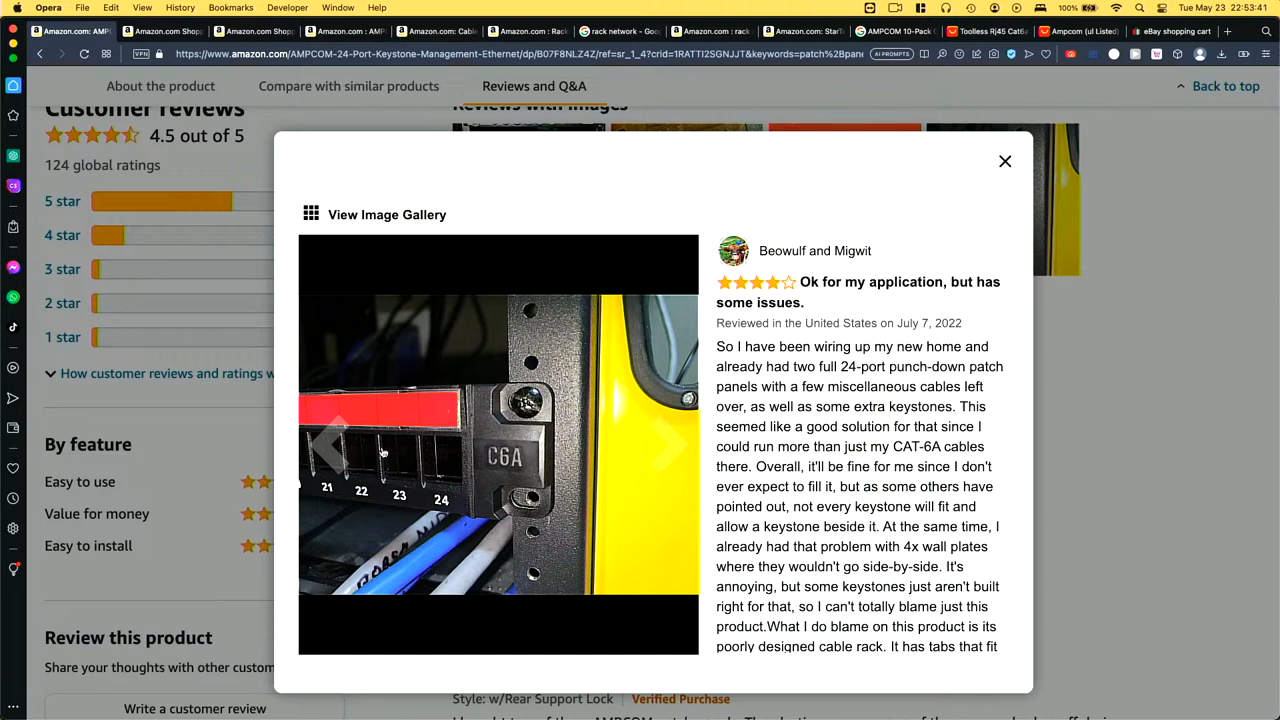 Opera File Edit View History Bookmarks Developer Window Help 100% Tue May 23 22:53:41
Amazon.com: AMPC Amazon.com Shop Amazon.com Shopp Amazon.com : AMP Amazon.com: Cable Amazon.com : Rack rack network - Goo Amazon.com : rack Amazon.com: StarTe AMPCOM 10-Pack C Toolless Rj45 Cat6a Ampcom (ul Listed) eBay shopping cart
VPN https://www.amazon.com/AMPCOM-24-Port-Keystone-Management-Ethernet/dp/B07F8NLZ4Z/ref=sr_1_4?crid=1RATTI2SGNJJT&keywords=patch%2Bpane AI PROMPTS
About the product Compare with similar products Reviews and Q&A Back to top
Customer reviews
4.5 out of 5
124 global ratings
5 star
4 star
3 star
2 star
1 star
How customer reviews and ratings w
By feature
Easy to use
Value for money
Easy to install
Review this product
Share your thoughts with other custom
Write a customer review
Reviews with images
View Image Gallery
C6A
21 22 23 24
Beowulf and Migwit
Ok for my application, but has
some issues.
Reviewed in the United States on July 7, 2022
So I have been wiring up my new home and
already had two full 24-port punch-down patch
panels with a few miscellaneous cables left
over, as well as some extra keystones. This
seemed like a good solution for that since I
could run more than just my CAT-6A cables
there. Overall, it'll be fine for me since I don't
ever expect to fill it, but as some others have
pointed out, not every keystone will fit and
allow a keystone beside it. At the same time, I
already had that problem with 4x wall plates
where they wouldn't go side-by-side. It's
annoying, but some keystones just aren't built
right for that, so I can't totally blame just this
product.What I do blame on this product is its
poorly designed cable rack. It has tabs that fit
Style: w/Rear Support Lock Verified Purchase